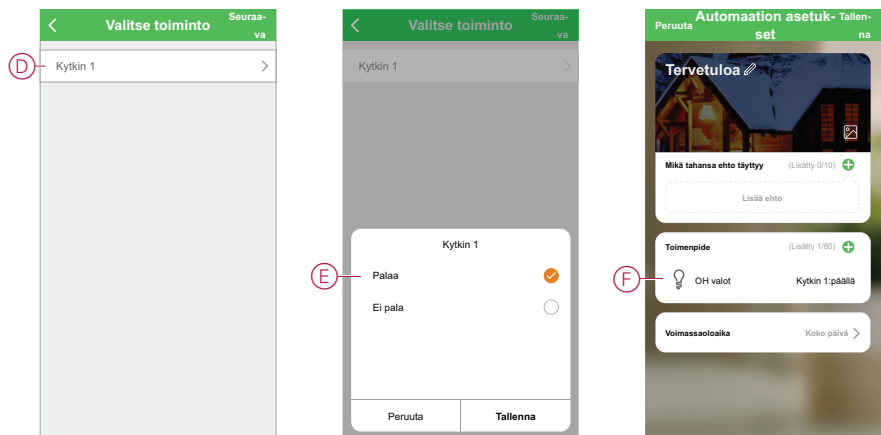 Valitse toiminto
Seuraa-
va
D
Kytkin 1
Valitse toiminto
Seuraa-
va
Kytkin 1
Kytkin 1
E
Palaa
Ei pala
Peruuta
Tallenna
Peruuta
Automaation asetuk-
set
Tallen-
na
Tervetuloa
Mikä tahansa ehto täyttyy
(Lisätty 0/10)
Lisää ehto
Toimenpide
(Lisätty 1/80)
F
OH valot
Kytkin 1:päällä
Voimassaoloaika
Koko päivä